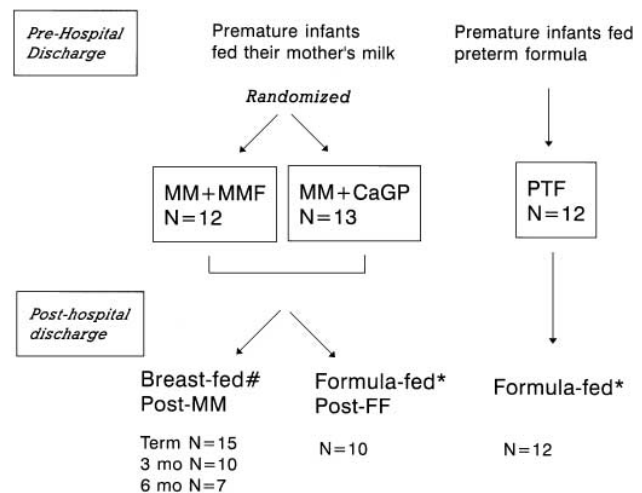 Pre-Hospital
Discharge
Premature infants
fed their mother's milk
Premature infants fed
preterm formula
Randomized
MM+MMF
N=12
MM+CaGP
N=13
PTF
N=12
Post-hospital
discharge
Breast-fed#
Post-MM
Formula-fed*
Post-FF
Formula-fed*
Term N=15
3 mo N=10
6 mo N=7
N=10
N=12